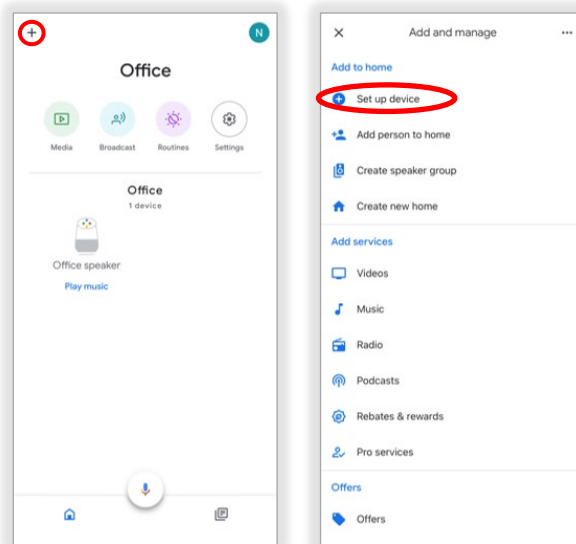 +
N
Office
Media Broadcast Routines Settings
Office
1 device
Office speaker
Play music
× Add and manage ...
Add to home
Set up device
Add person to home
Create speaker group
Create new home
Add services
Videos
Music
Radio
Podcasts
Rebates & rewards
Pro services
Offers
Offers